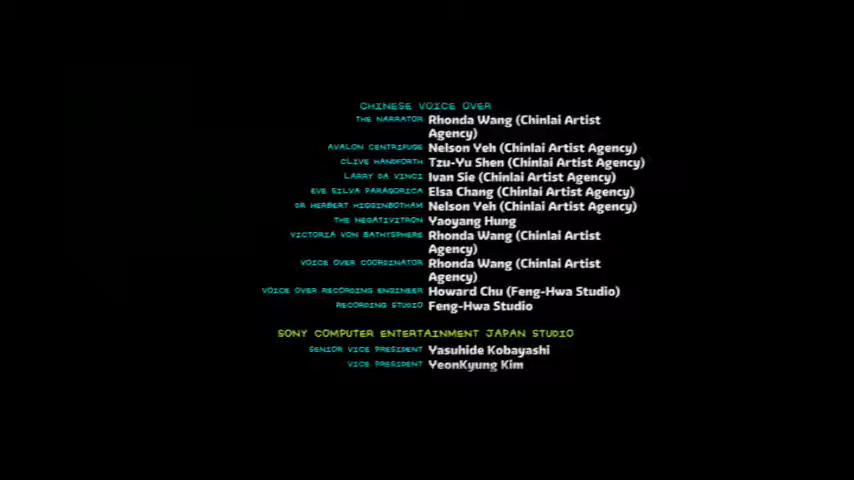 CHINESE VOICE OVER
THE NARRATOR Rhonda Wang (Chinlai Artist
Agency)
AVALON CENTRIFUGE Nelson Yeh (Chinlai Artist Agency)
CLIVE HANDFORTH Tzu-Yu Shen (Chinlai Artist Agency)
LARRY DA VINCI Ivan Sie (Chinlai Artist Agency)
EVE SILVA PARAGORICA Elsa Chang (Chinlai Artist Agency)
DR HERBERT HIGGINBOTHAM Nelson Yeh (Chinlai Artist Agency)
THE NEGATIVITRON Yaoyang Hung
VICTORIA VON BATHYSPHERE Rhonda Wang (Chinlai Artist
Agency)
VOICE OVER COORDINATOR Rhonda Wang (Chinlai Artist
Agency)
VOICE OVER RECORDING ENGINEER Howard Chu (Feng-Hwa Studio)
RECORDING STUDIO Feng-Hwa Studio
SONY COMPUTER ENTERTAINMENT JAPAN STUDIO
SENIOR VICE PRESIDENT Yasuhide Kobayashi
VICE PRESIDENT YeonKyung Kim